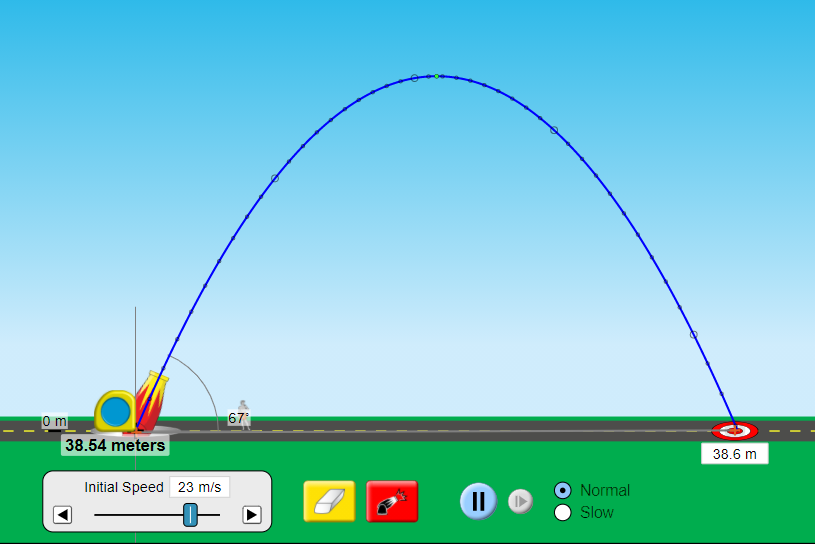 0 m
67°
38.54 meters
38.6 m
Initial Speed 23 m/s
Normal
Slow